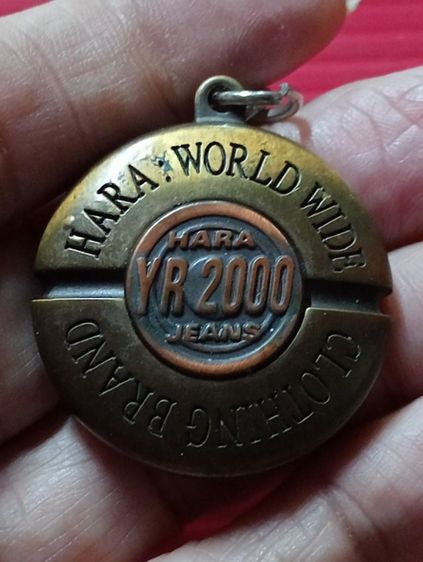 HARA : WORLD WIDE
HARA
YR 2000
JEANS
CLOTHING BRAND